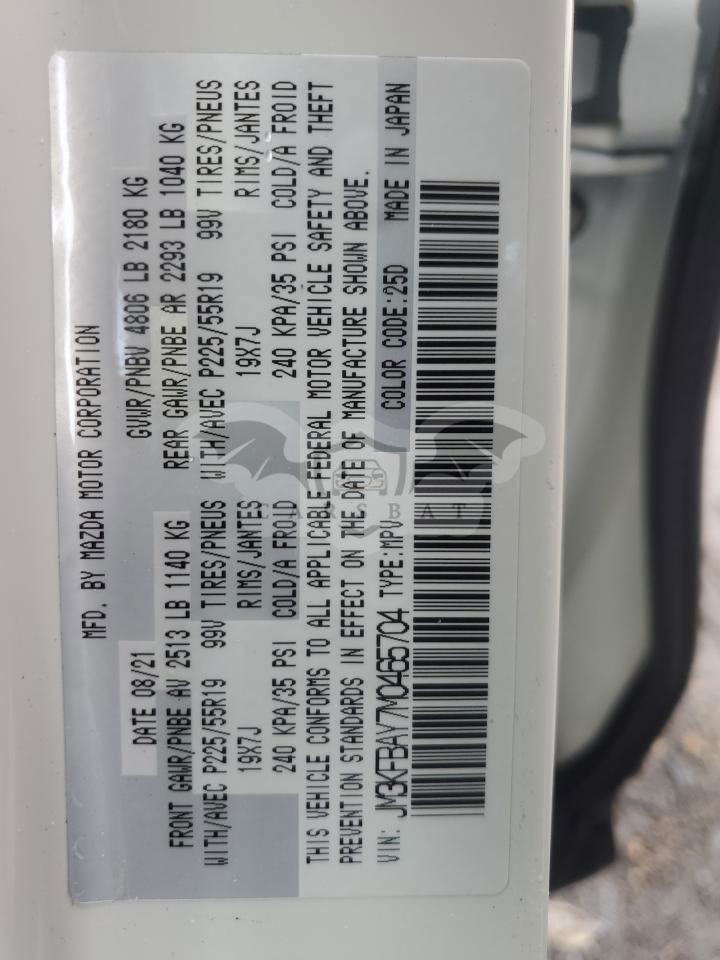 MFD. BY MAZDA MOTOR CORPORATION
DATE 08/21 GVWR/PNBV 4806 LB 2180 KG
FRONT GAWR/PNBE AV 2513 LB 1140 KG REAR GAWR/PNBE AR 2293 LB 1040 KG
WITH/AVEC P225/55R19 99V TIRES/PNEUS WITH/AVEC P225/55R19 99V TIRES/PNEUS
19X7J RIMS/JANTES 19X7J RIMS/JANTES
240 KPA/35 PSI COLD/A FROID 240 KPA/35 PSI COLD/A FROID
THIS VEHICLE CONFORMS TO ALL APPLICABLE FEDERAL MOTOR VEHICLE SAFETY AND THEFT
PREVENTION STANDARDS IN EFFECT ON THE DATE OF MANUFACTURE SHOWN ABOVE.
VIN: JM3KFBAY7M0465704 TYPE:MPV COLOR CODE:25D MADE IN JAPAN
CARSBAT